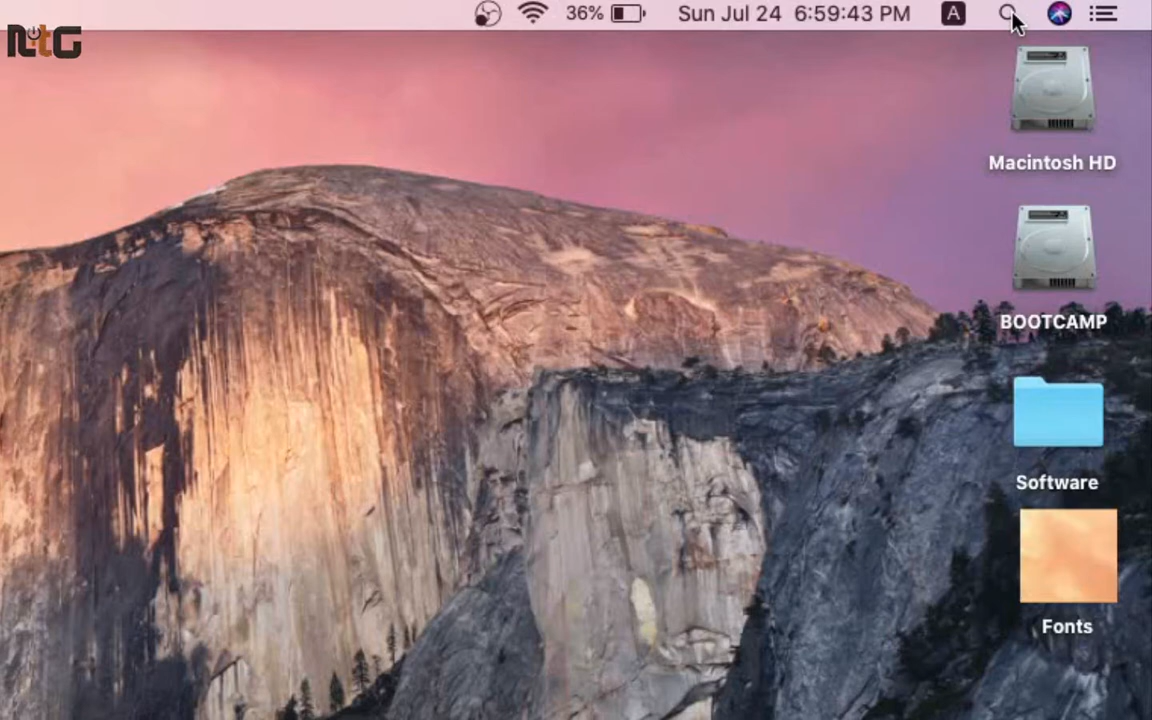 36% Sun Jul 24 6:59:43 PM A
NtG
Macintosh HD
BOOTCAMP
Software
Fonts